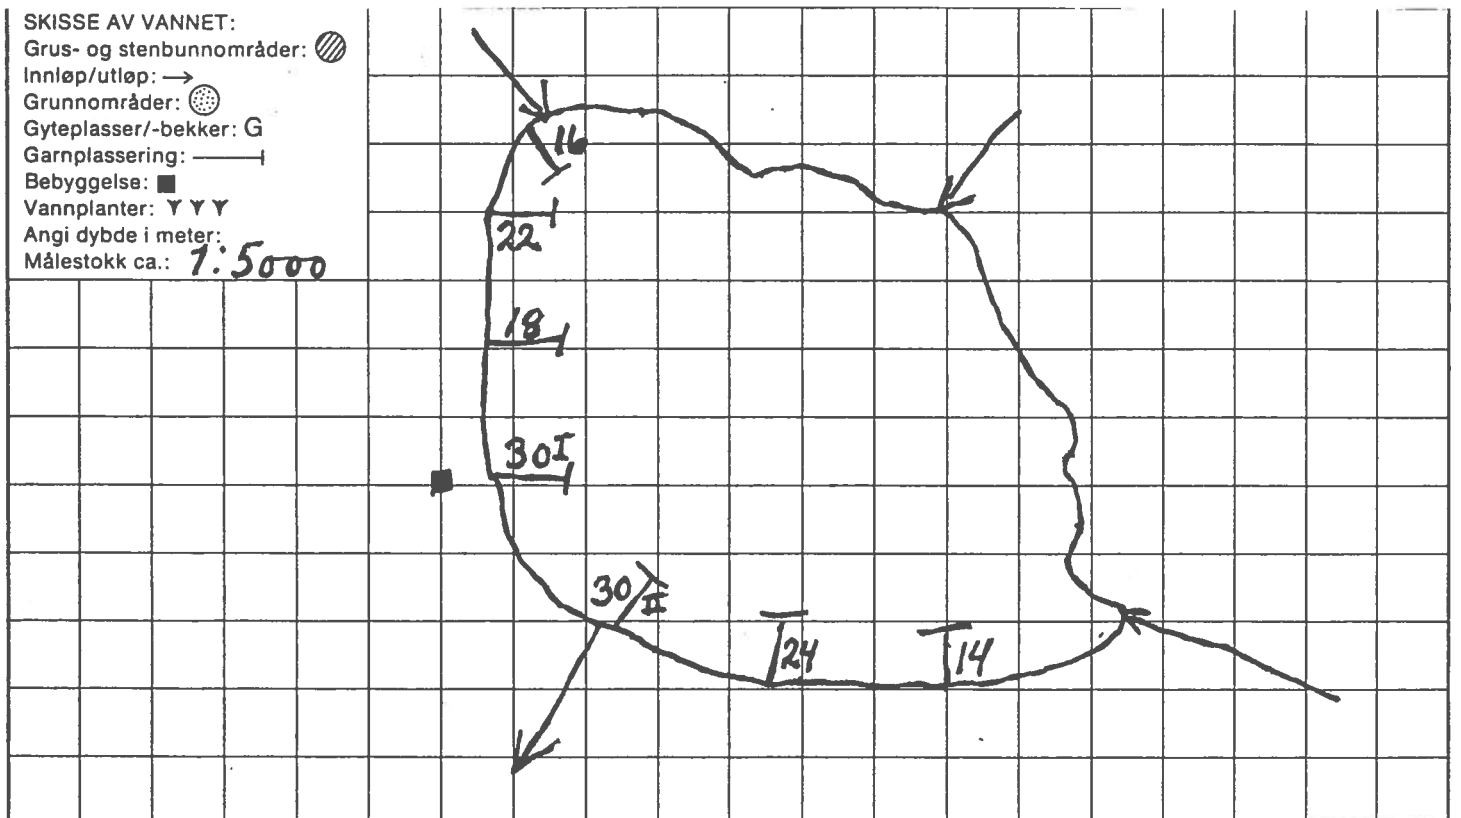 SKISSE AV VANNET:
Grus- og stenbunnområder:
Innløp/utløp: →
Grunnområder:
Gyteplasser/-bekker: G
Garnplassering:
Bebyggelse: ■
Vannplanter:
Angi dybde i meter:
Målestokk ca.: 1:5000
16
22
18
30 I
30 II
24
14